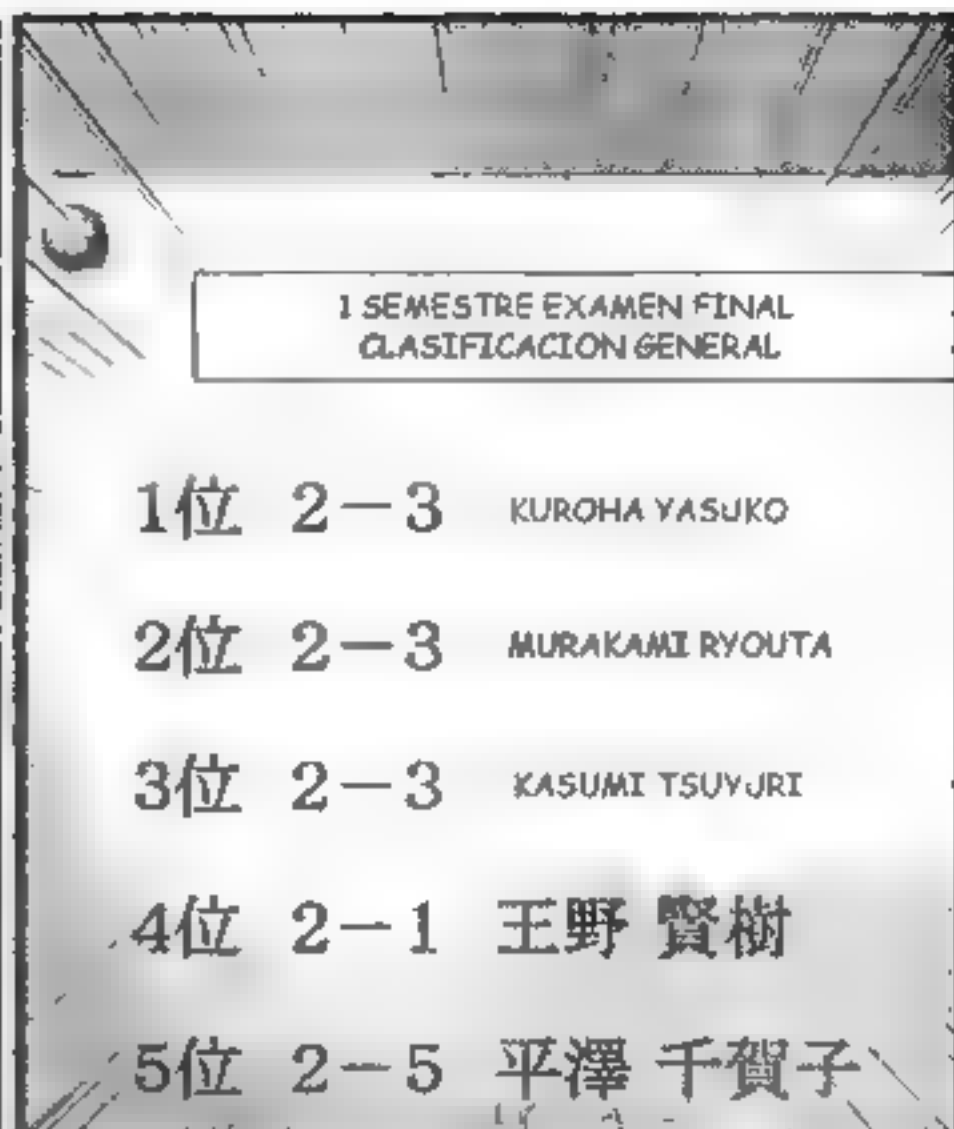 1 SEMESTRE EXAMEN FINAL
CLASIFICACION GENERAL
1位 2－3 KUROHA YASUKO
2位 2－3 MURAKAMI RYOUTA
3位 2－3 KASUMI TSUYURI
4位 2－1 王野 賢樹
5位 2－5 平澤 千賀子